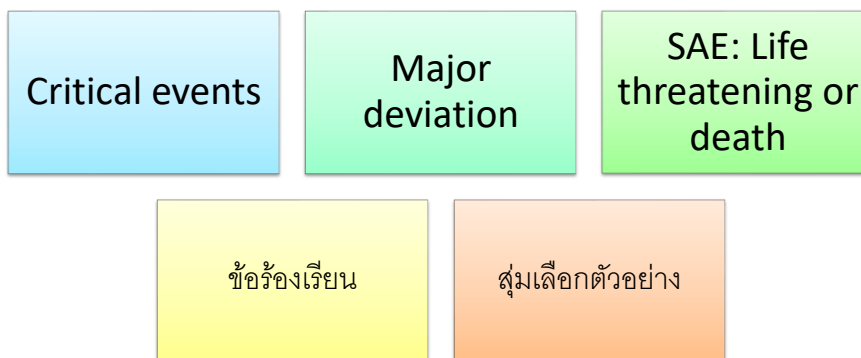 Critical events
Major
deviation
SAE: Life
threatening or
death
ข้อร้องเรียน
สุ่มเลือกตัวอย่าง